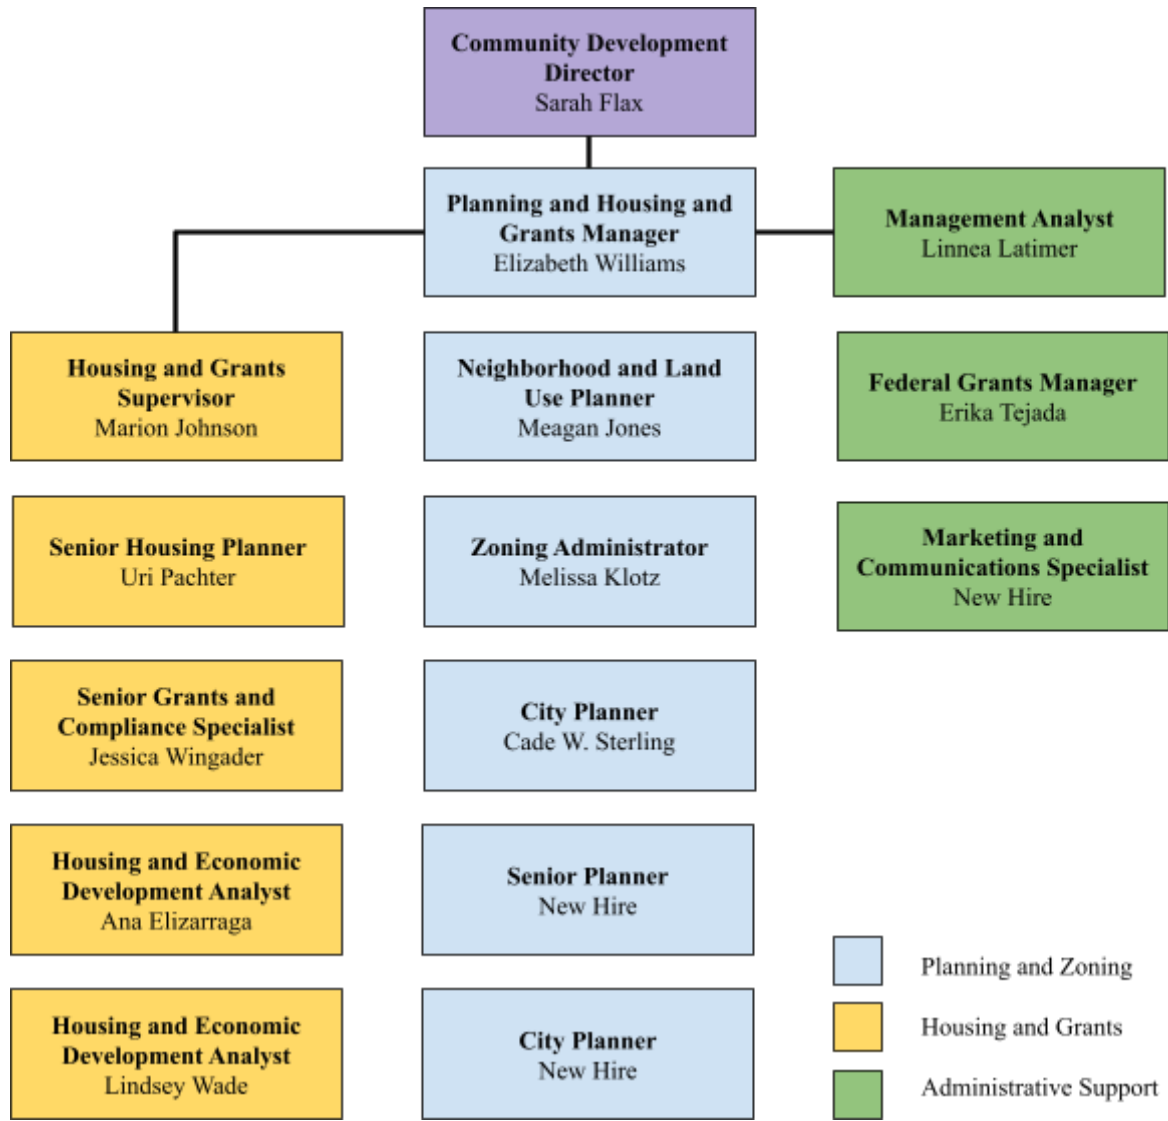 Community Development
Director
Sarah Flax
Planning and Housing and
Grants Manager
Elizabeth Williams
Management Analyst
Linnea Latimer
Housing and Grants
Supervisor
Marion Johnson
Neighborhood and Land
Use Planner
Meagan Jones
Federal Grants Manager
Erika Tejada
Senior Housing Planner
Uri Pachter
Zoning Administrator
Melissa Klotz
Marketing and
Communications Specialist
New Hire
Senior Grants and
Compliance Specialist
Jessica Wingader
City Planner
Cade W. Sterling
Housing and Economic
Development Analyst
Ana Elizarraga
Senior Planner
New Hire
Housing and Economic
Development Analyst
Lindsey Wade
City Planner
New Hire
Planning and Zoning
Housing and Grants
Administrative Support